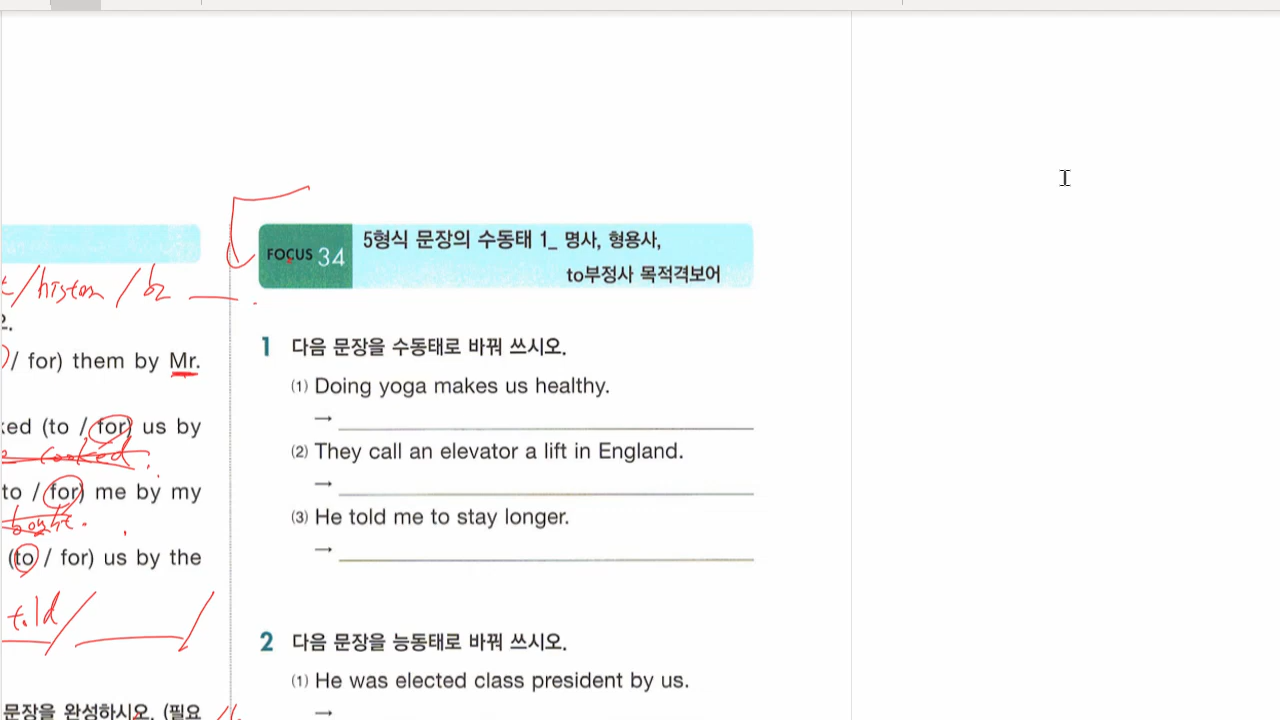 FOCUS 34
5형식 문장의 수동태 1_ 명사, 형용사,
to부정사 목적격보어
1 다음 문장을 수동태로 바꿔 쓰시오.
(1) Doing yoga makes us healthy.
→
(2) They call an elevator a lift in England.
→
(3) He told me to stay longer.
→
2 다음 문장을 능동태로 바꿔 쓰시오.
(1) He was elected class president by us.
→
/ for) them by Mr.
(to / for) us by
cooked
to / for) me by my
(to / for) us by the
told /
문장을 완성하시오. (필요